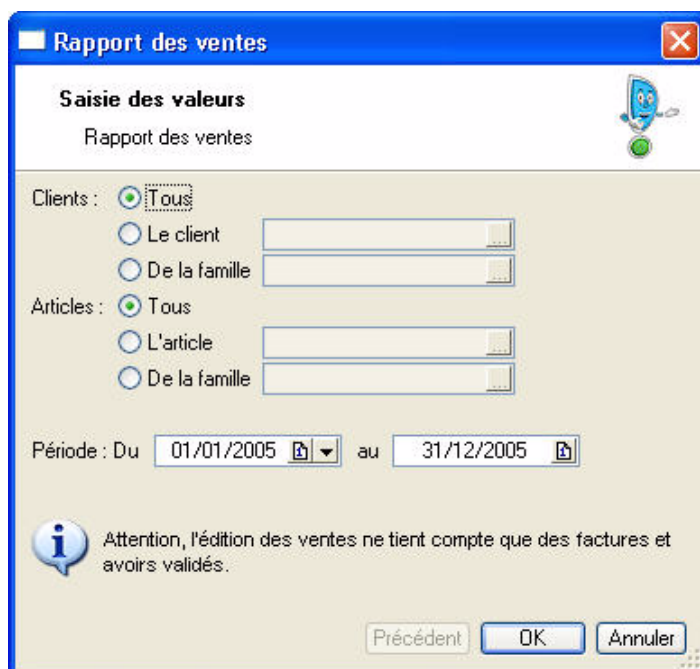 Rapport des ventes
Saisie des valeurs
Rapport des ventes
Clients : Tous
Le client ...
De la famille ...
Articles : Tous
L'article ...
De la famille ...
Période : Du 01/01/2005 au 31/12/2005
Attention, l'édition des ventes ne tient compte que des factures et
avoirs validés.
Précédent OK Annuler